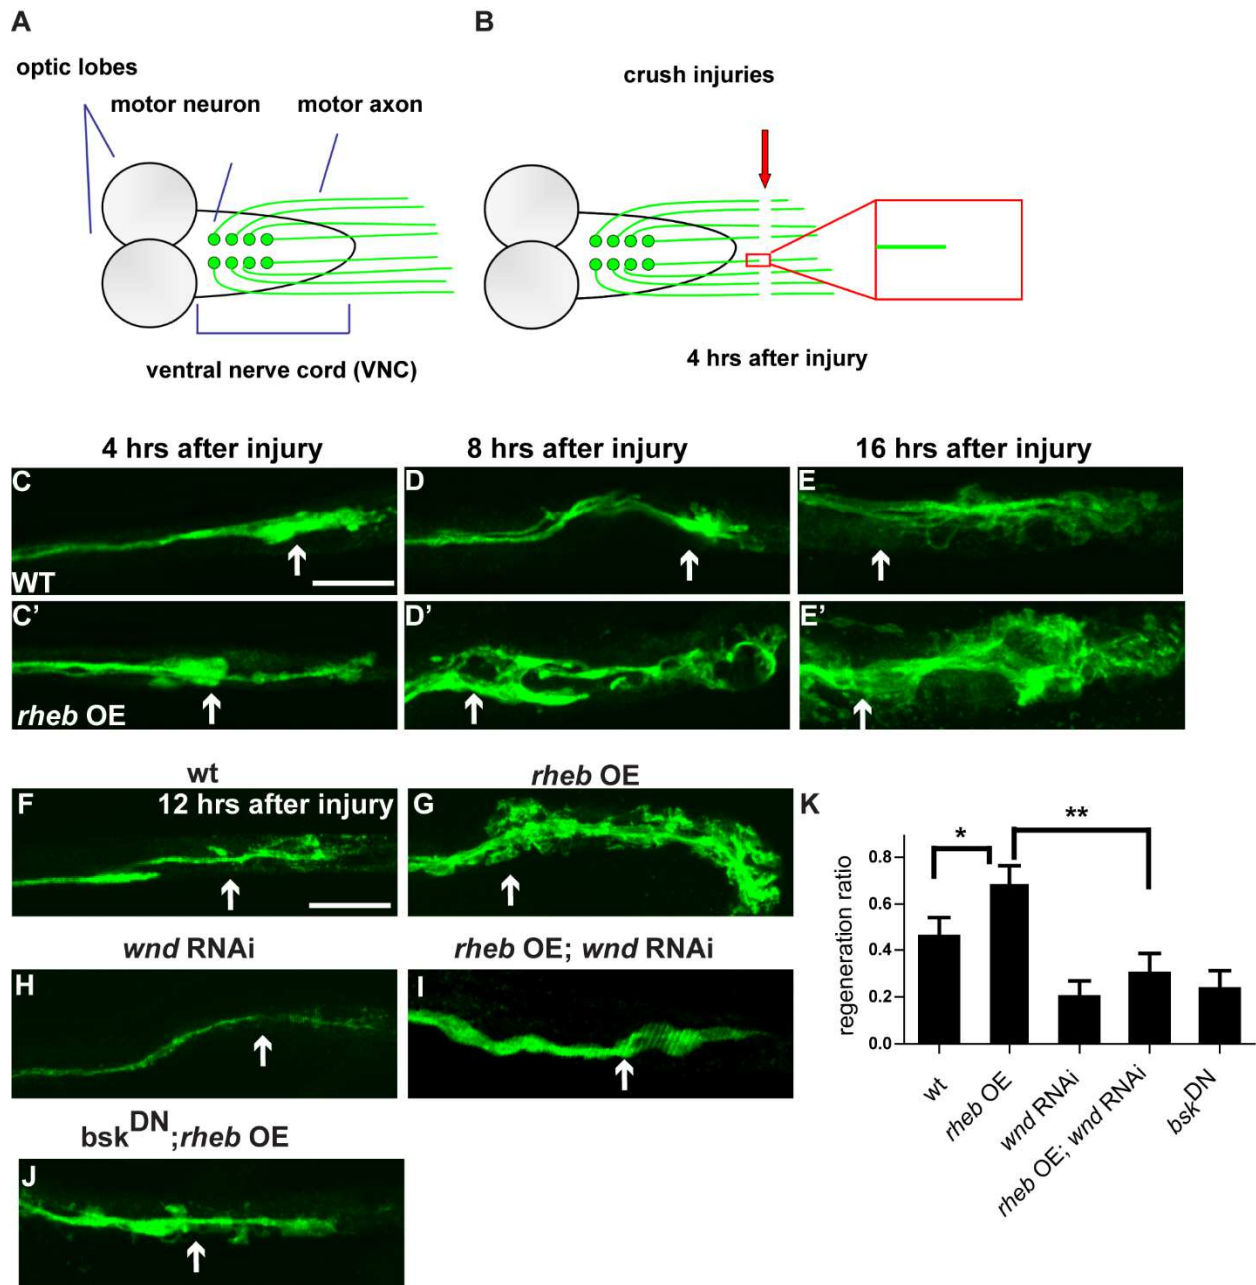 A
B
optic lobes
motor neuron
motor axon
crush injuries
ventral nerve cord (VNC)
4 hrs after injury
4 hrs after injury
8 hrs after injury
16 hrs after injury
C
WT
D
E
C’
rheb OE
D’
E’
wt
rheb OE
F
12 hrs after injury
G
wnd RNAi
rheb OE; wnd RNAi
H
I
bskDN;rheb OE
J
K
*
**
regeneration ratio
0.8
0.6
0.4
0.2
0.0
wt
rheb OE
wnd RNAi
rheb OE; wnd RNAi
bskDN